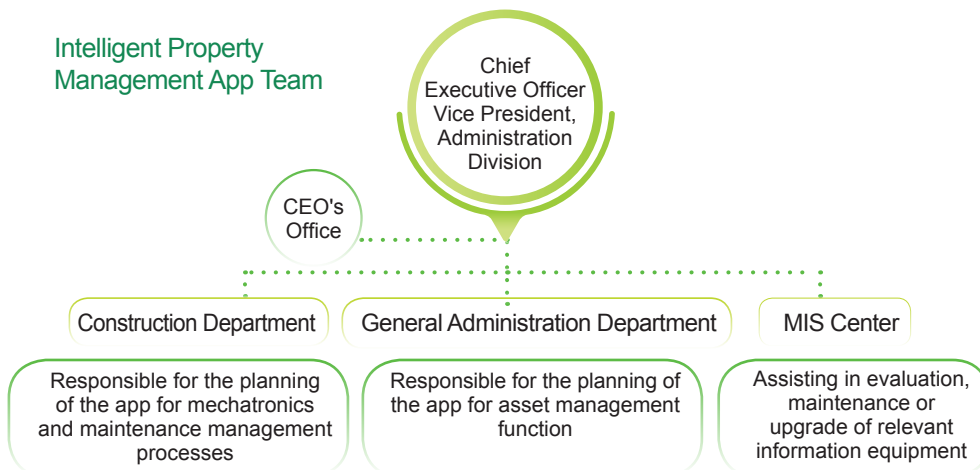 Intelligent Property
Management App Team
Chief
Executive Officer
Vice President,
Administration
Division
CEO's
Office
Construction Department
General Administration Department
MIS Center
Responsible for the planning
of the app for mechatronics
and maintenance management
processes
Responsible for the planning of
the app for asset management
function
Assisting in evaluation,
maintenance or
upgrade of relevant
information equipment